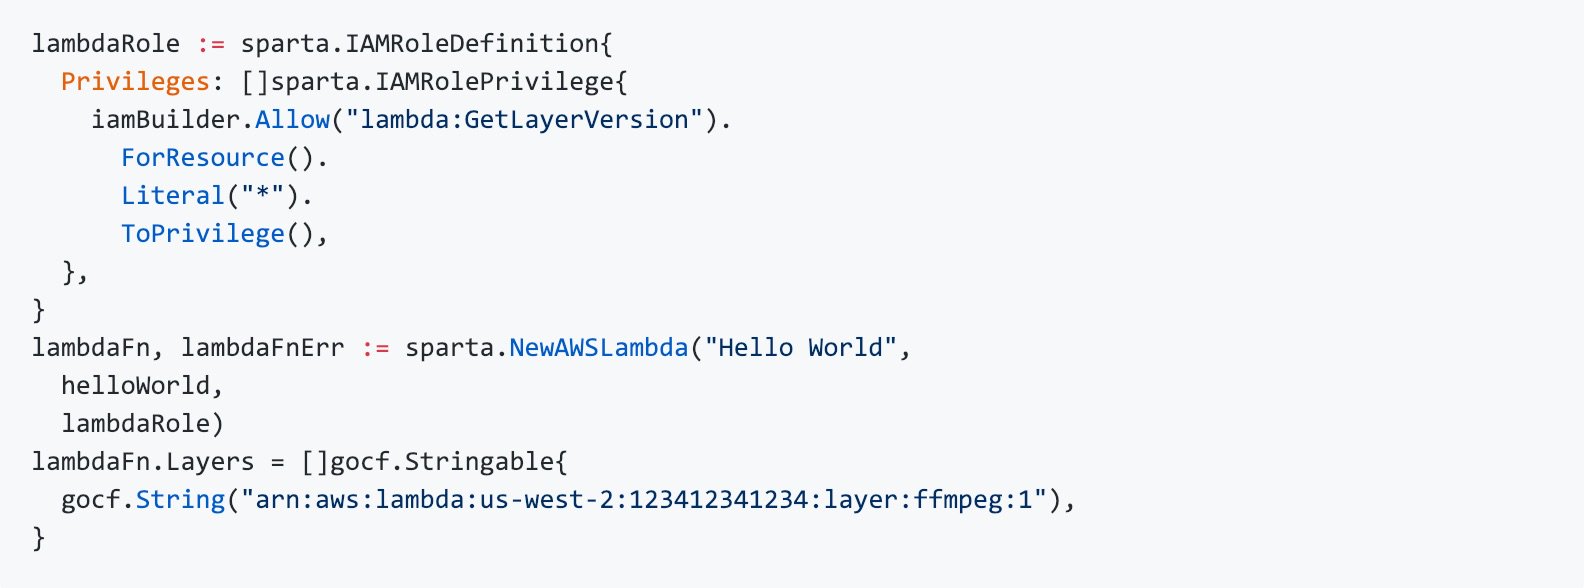 lambdaRole := sparta.IAMRoleDefinition{
  Privileges: []sparta.IAMRolePrivilege{
    iamBuilder.Allow("lambda:GetLayerVersion").
      ForResource().
      Literal("*").
      ToPrivilege(),
  },
}
lambdaFn, lambdaFnErr := sparta.NewAWSLambda("Hello World",
  helloWorld,
  lambdaRole)
lambdaFn.Layers = []gocf.Stringable{
  gocf.String("arn:aws:lambda:us-west-2:123412341234:layer:ffmpeg:1"),
}